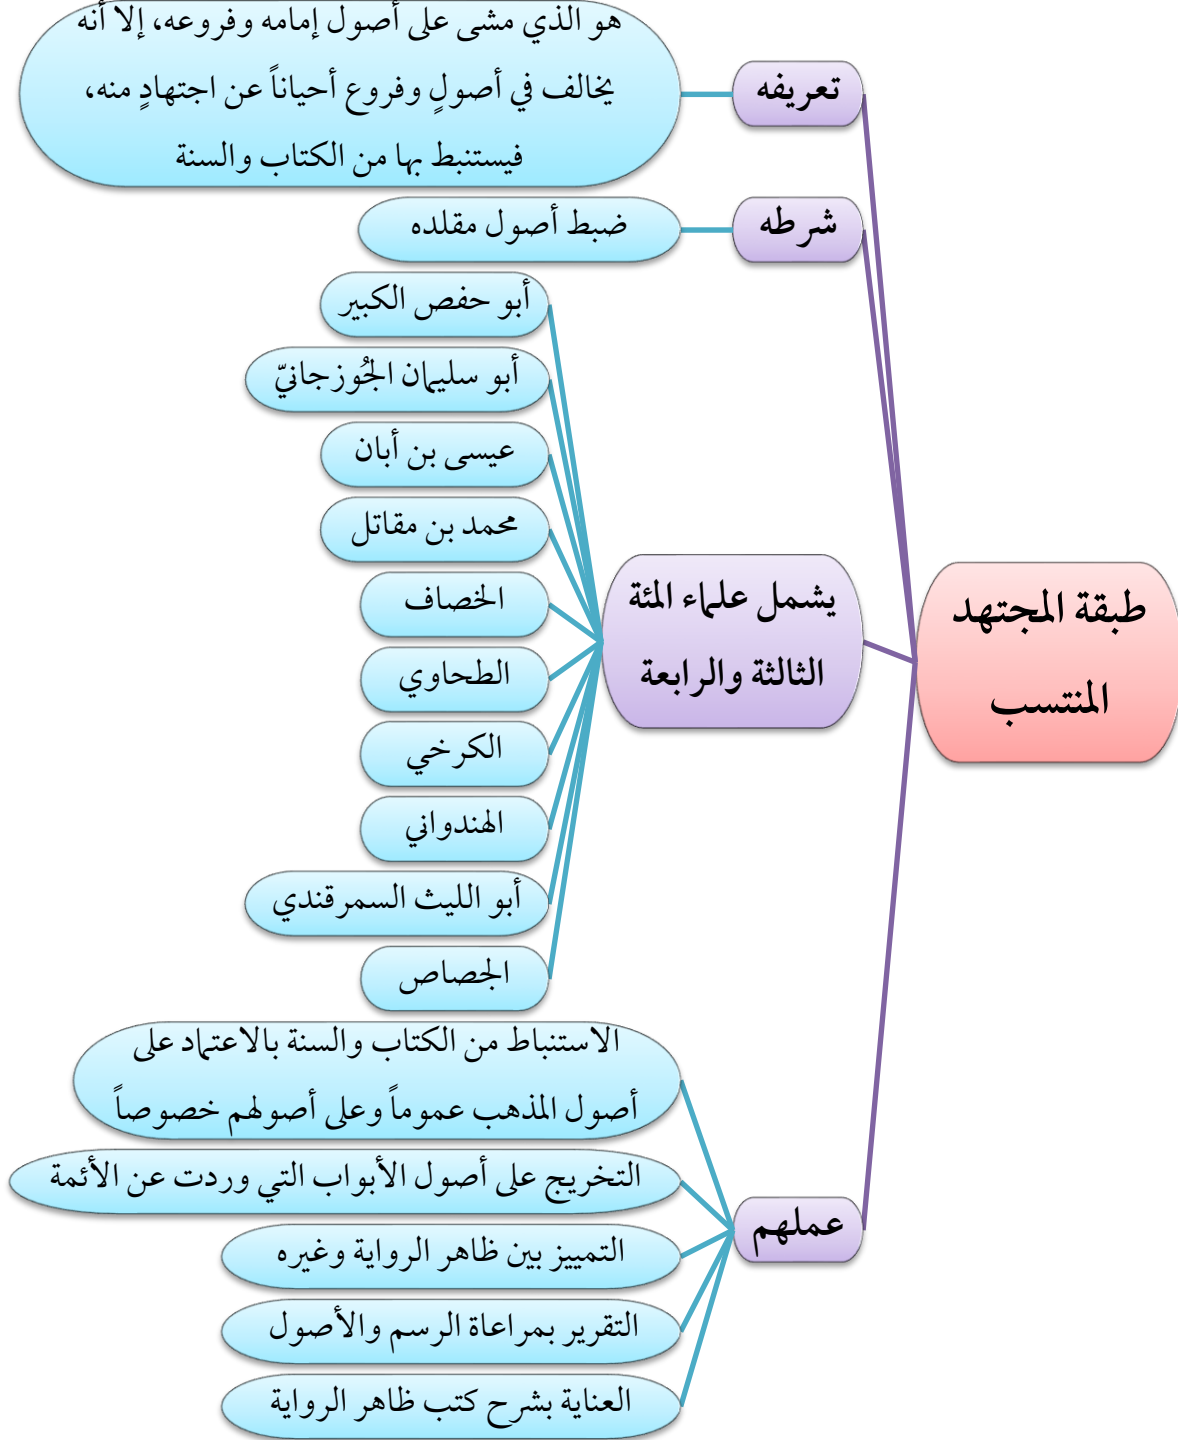 طبقة المجتهد
المنتسب
تعريفه
هو الذي مشى على أصول إمامه وفروعه، إلا أنه
يخالف في أصولٍ وفروع أحياناً عن اجتهادٍ منه،
فيستنبط بها من الكتاب والسنة
شرطه
ضبط أصول مقلده
يشمل علماء المئة
الثالثة والرابعة
أبو حفص الكبير
أبو سليمان الجُوزجانيّ
عيسى بن أبان
محمد بن مقاتل
الخصاف
الطحاوي
الكرخي
الهندواني
أبو الليث السمرقندي
الجصاص
عملهم
الاستنباط من الكتاب والسنة بالاعتماد على
أصول المذهب عموماً وعلى أصولهم خصوصاً
التخريج على أصول الأبواب التي وردت عن الأئمة
التمييز بين ظاهر الرواية وغيره
التقرير بمراعاة الرسم والأصول
العناية بشرح كتب ظاهر الرواية